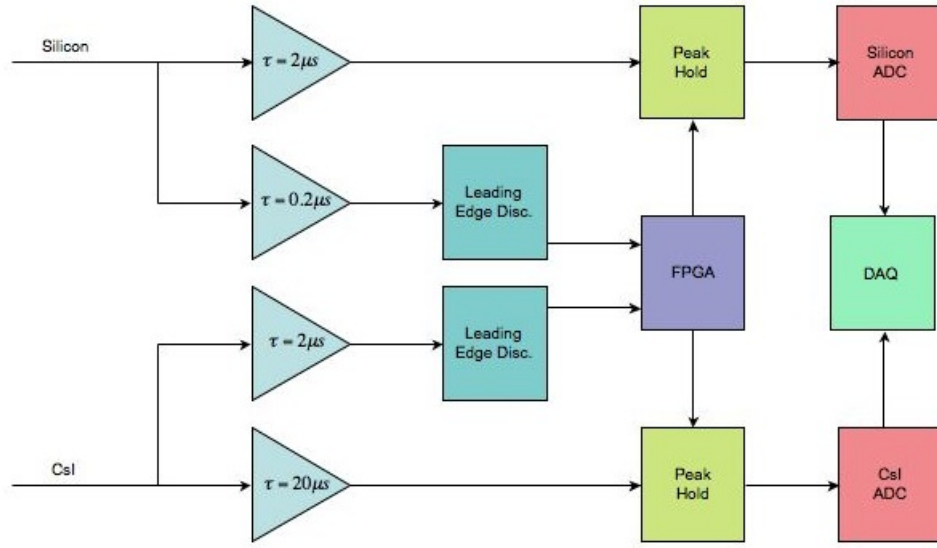 Silicon
τ = 2μs
Peak
Hold
Silicon
ADC
τ = 0.2μs
Leading
Edge Disc.
FPGA
DAQ
τ = 2μs
Leading
Edge Disc.
CsI
τ = 20μs
Peak
Hold
CsI
ADC